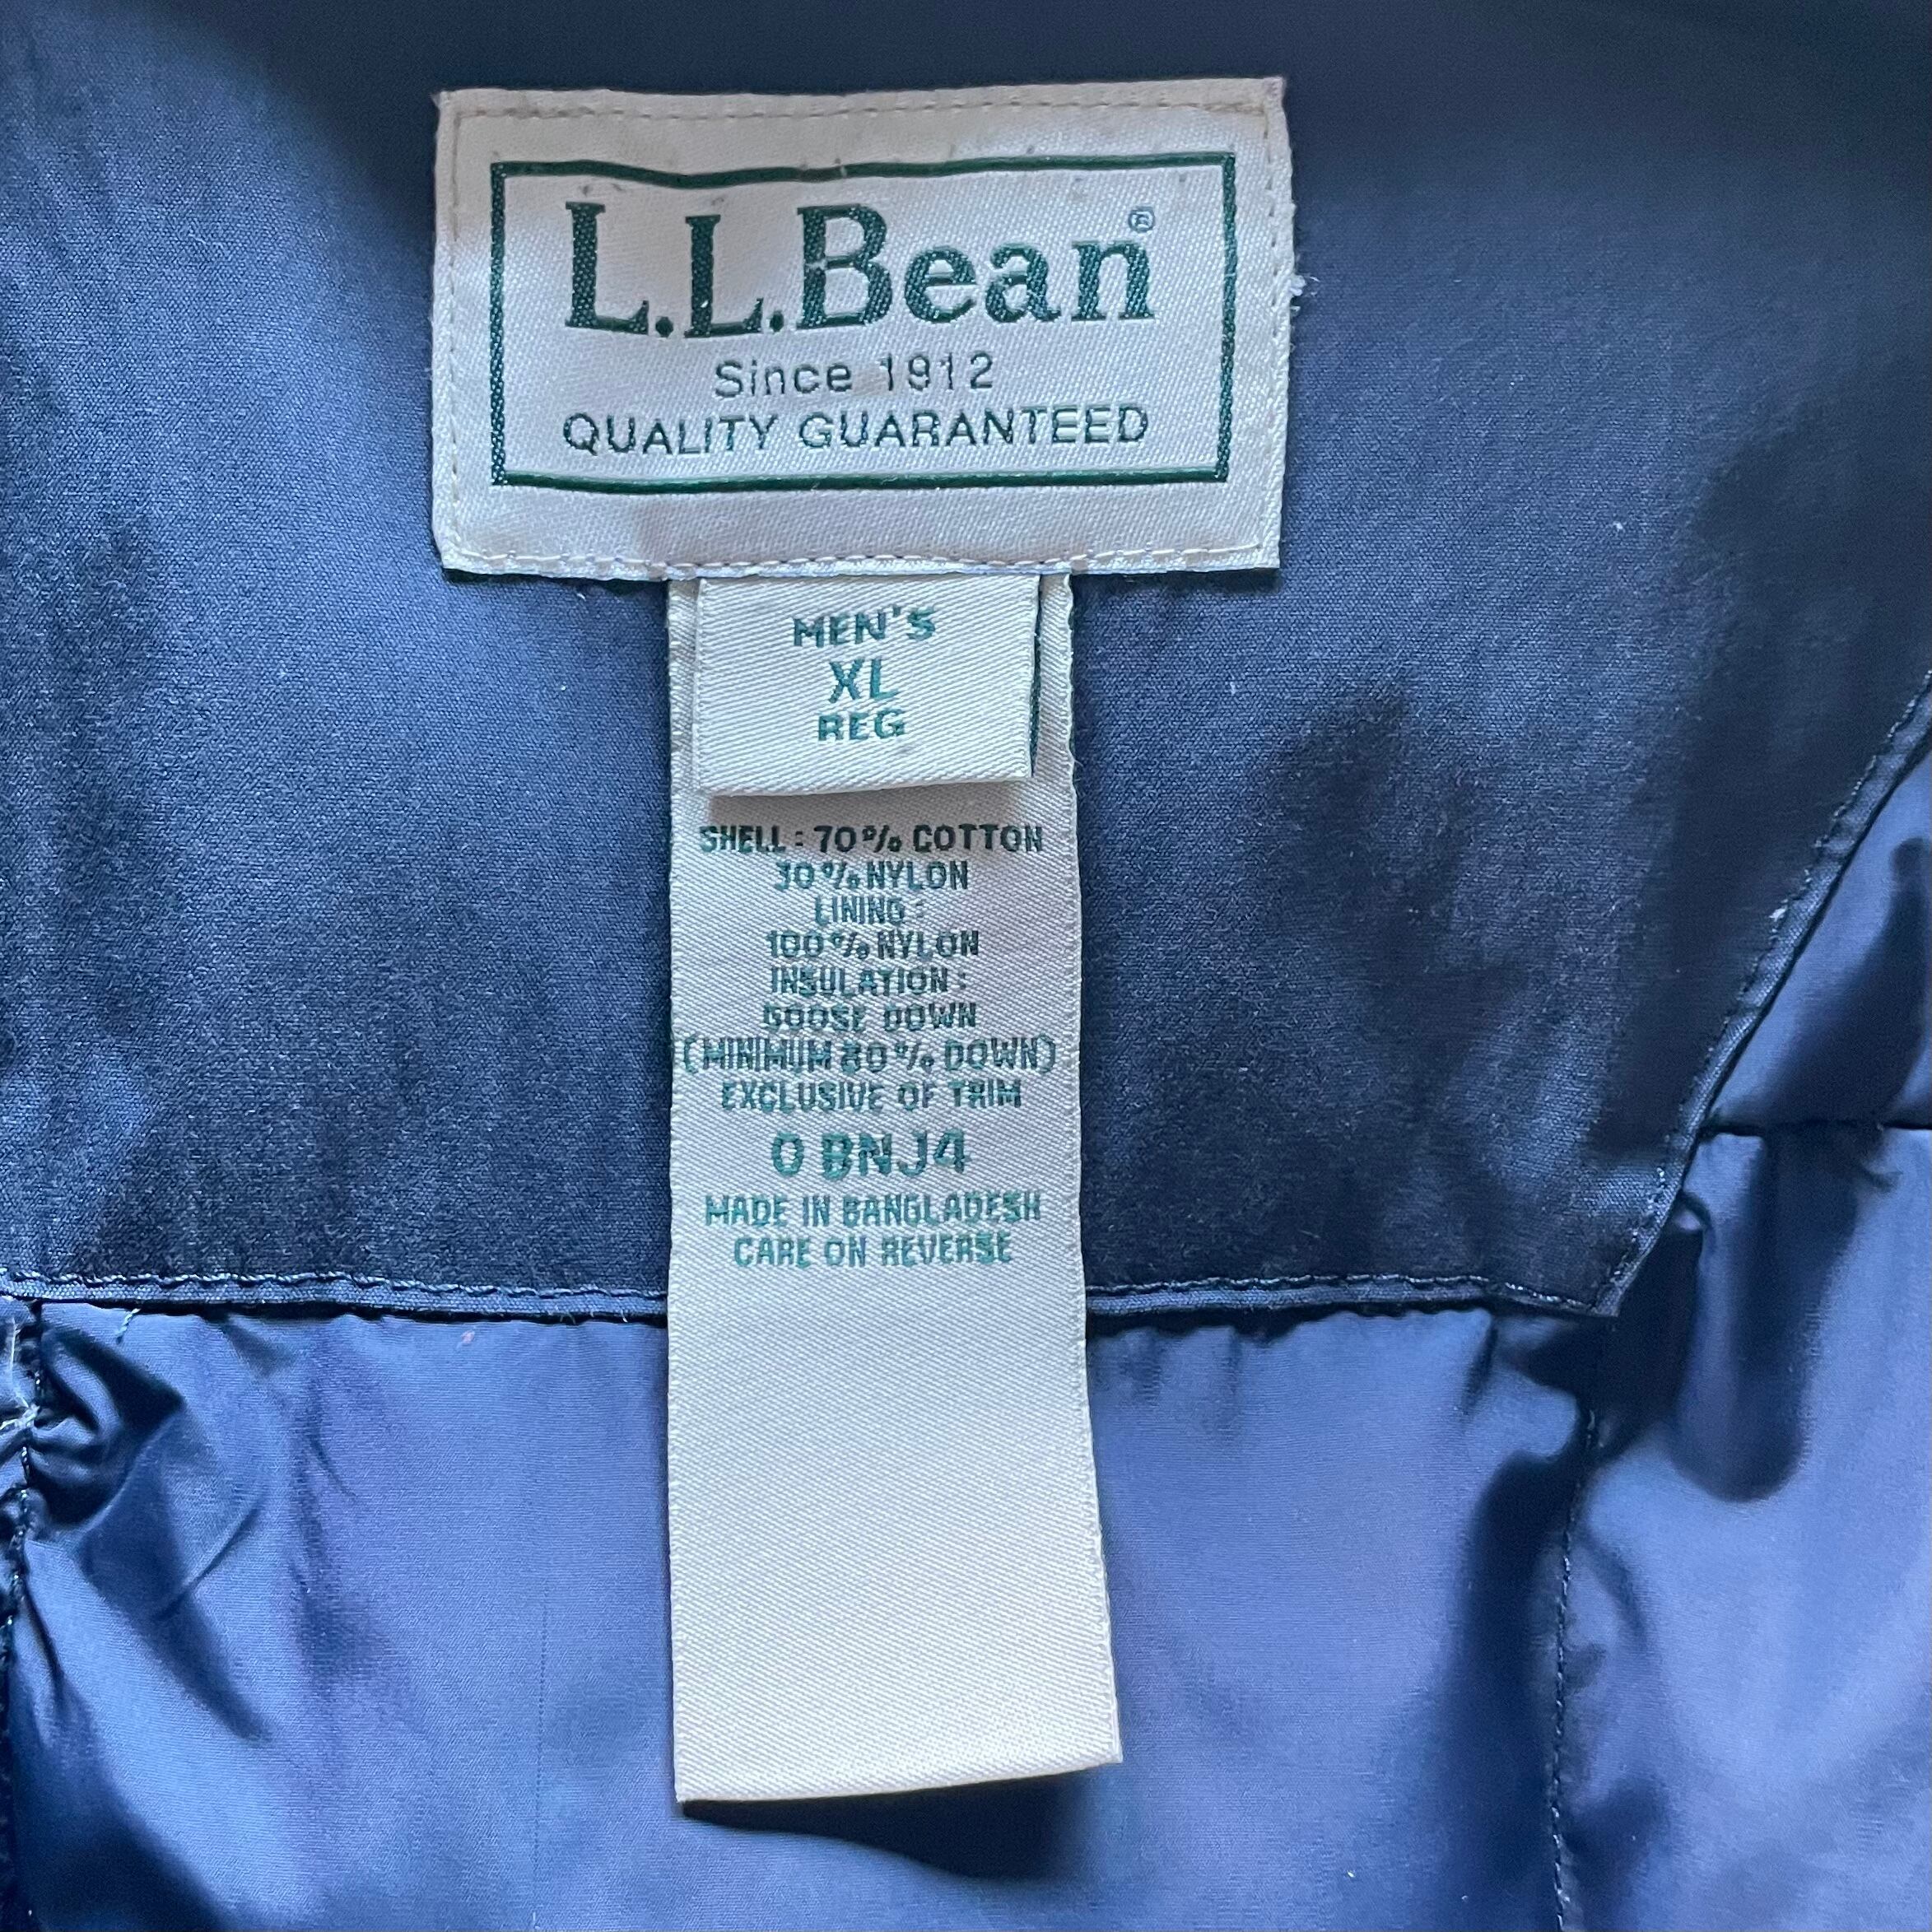 L.L.Bean®
Since 1912
QUALITY GUARANTEED
MEN'S
XL
REG
SHELL: 70% COTTON
30% NYLON
LINING:
100% NYLON
INSULATION:
GOOSE DOWN
(MINIMUM 80% DOWN)
EXCLUSIVE OF TRIM
0 BNJ4
MADE IN BANGLADESH
CARE ON REVERSE